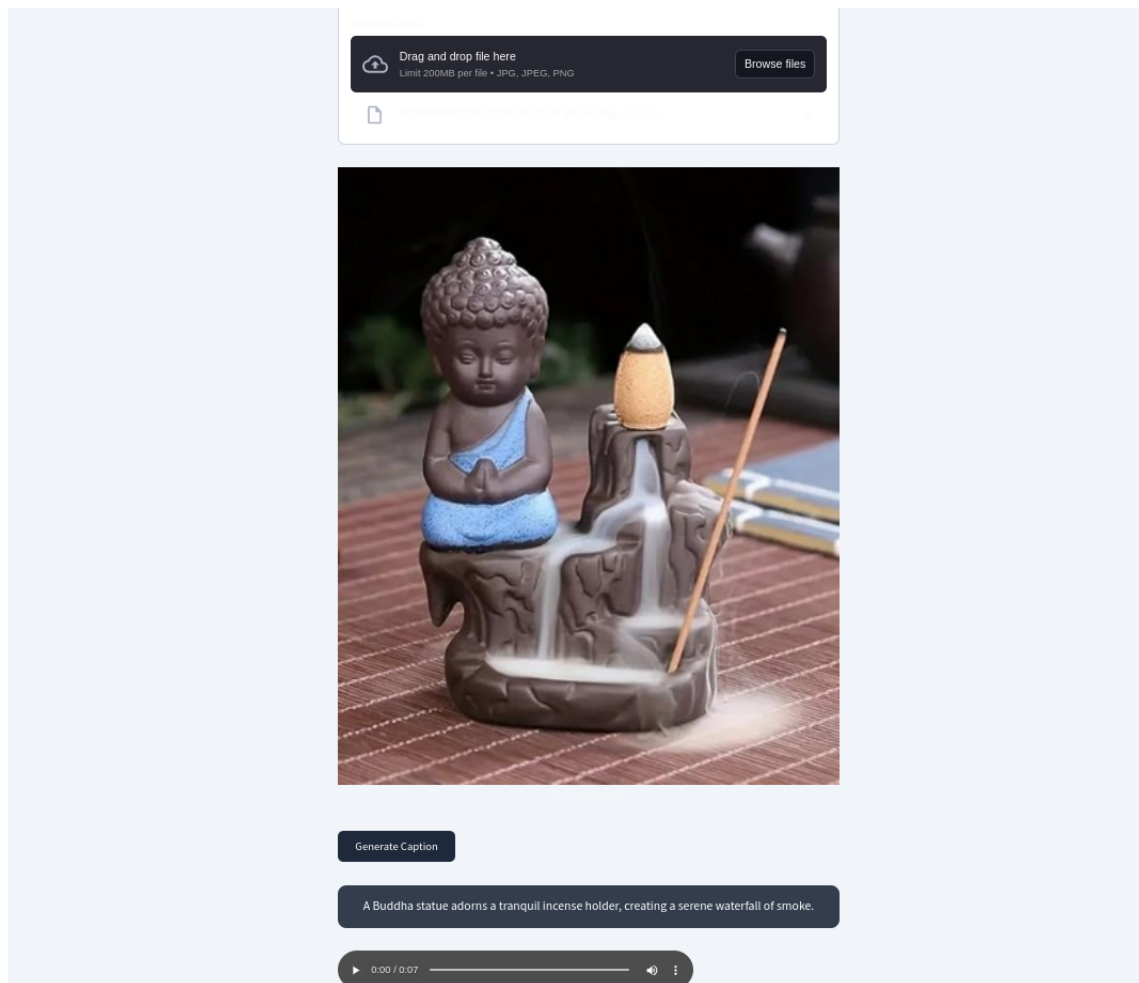 Drag and drop file here
Limit 200MB per file • JPG, JPEG, PNG
Browse files
Generate Caption
A Buddha statue adorns a tranquil incense holder, creating a serene waterfall of smoke.
0:00 / 0:07